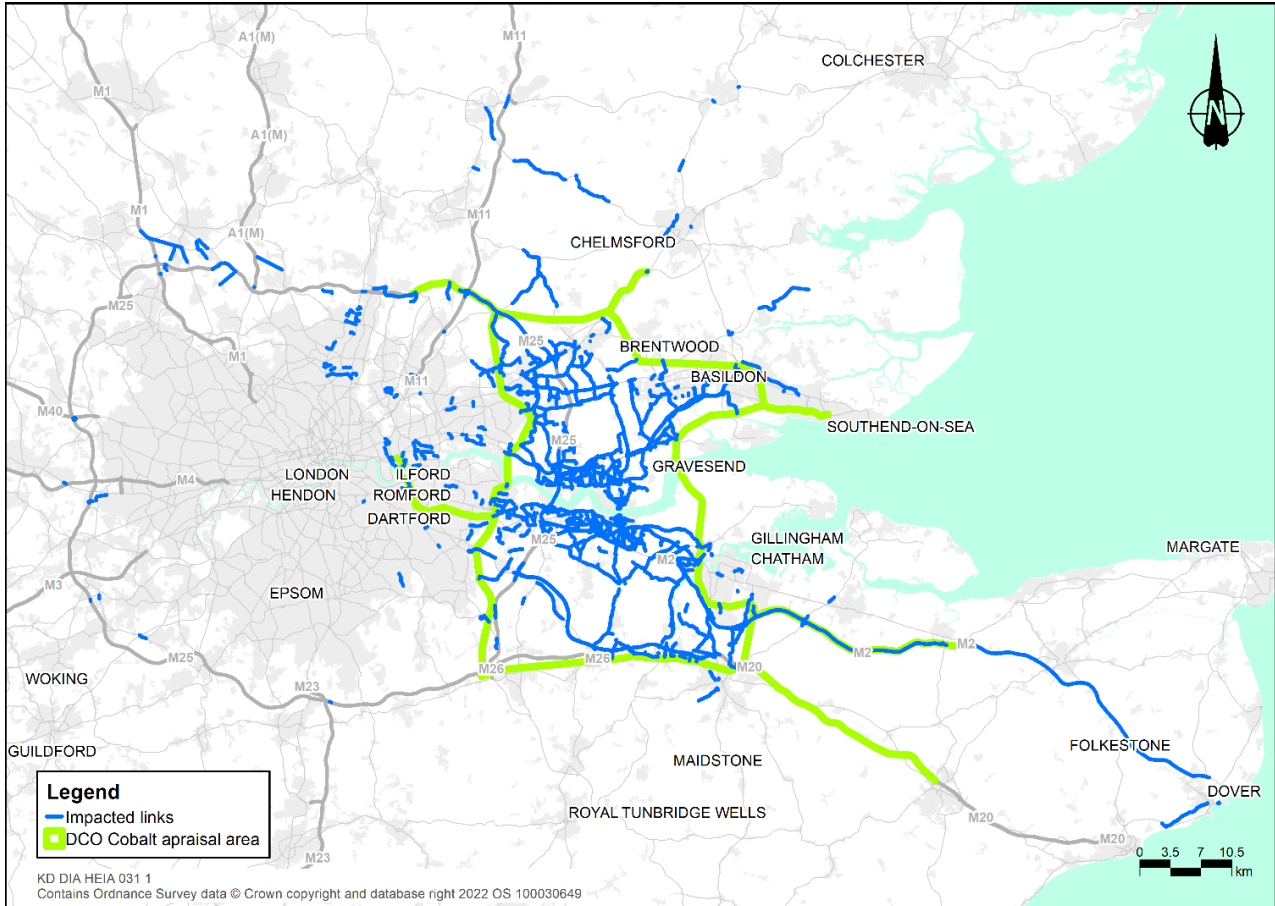 M11
A1(M)
COLCHESTER
M1
A1(M)
N
M11
M1
A1(M)
CHELMSFORD
M25
M25
BRENTWOOD
M1
M11
BASILDON
M40
SOUTHEND-ON-SEA
M25
GRAVESEND
LONDON
ILFORD
M4
HENDON
ROMFORD
DARTFORD
M25
GILLINGHAM
CHATHAM
MARGATE
M2
M3
EPSOM
M25
M26
M26
M20
M2
M2
WOKING
M23
GUILDFORD
MAIDSTONE
FOLKESTONE
DOVER
ROYAL TUNBRIDGE WELLS
M20
M20
M23
Legend
Impacted links
DCO Cobalt appraisal area
0 3.5 7 10.5
km
KD DIA HEIA 031 1
Contains Ordnance Survey data © Crown copyright and database right 2022 OS 100030649